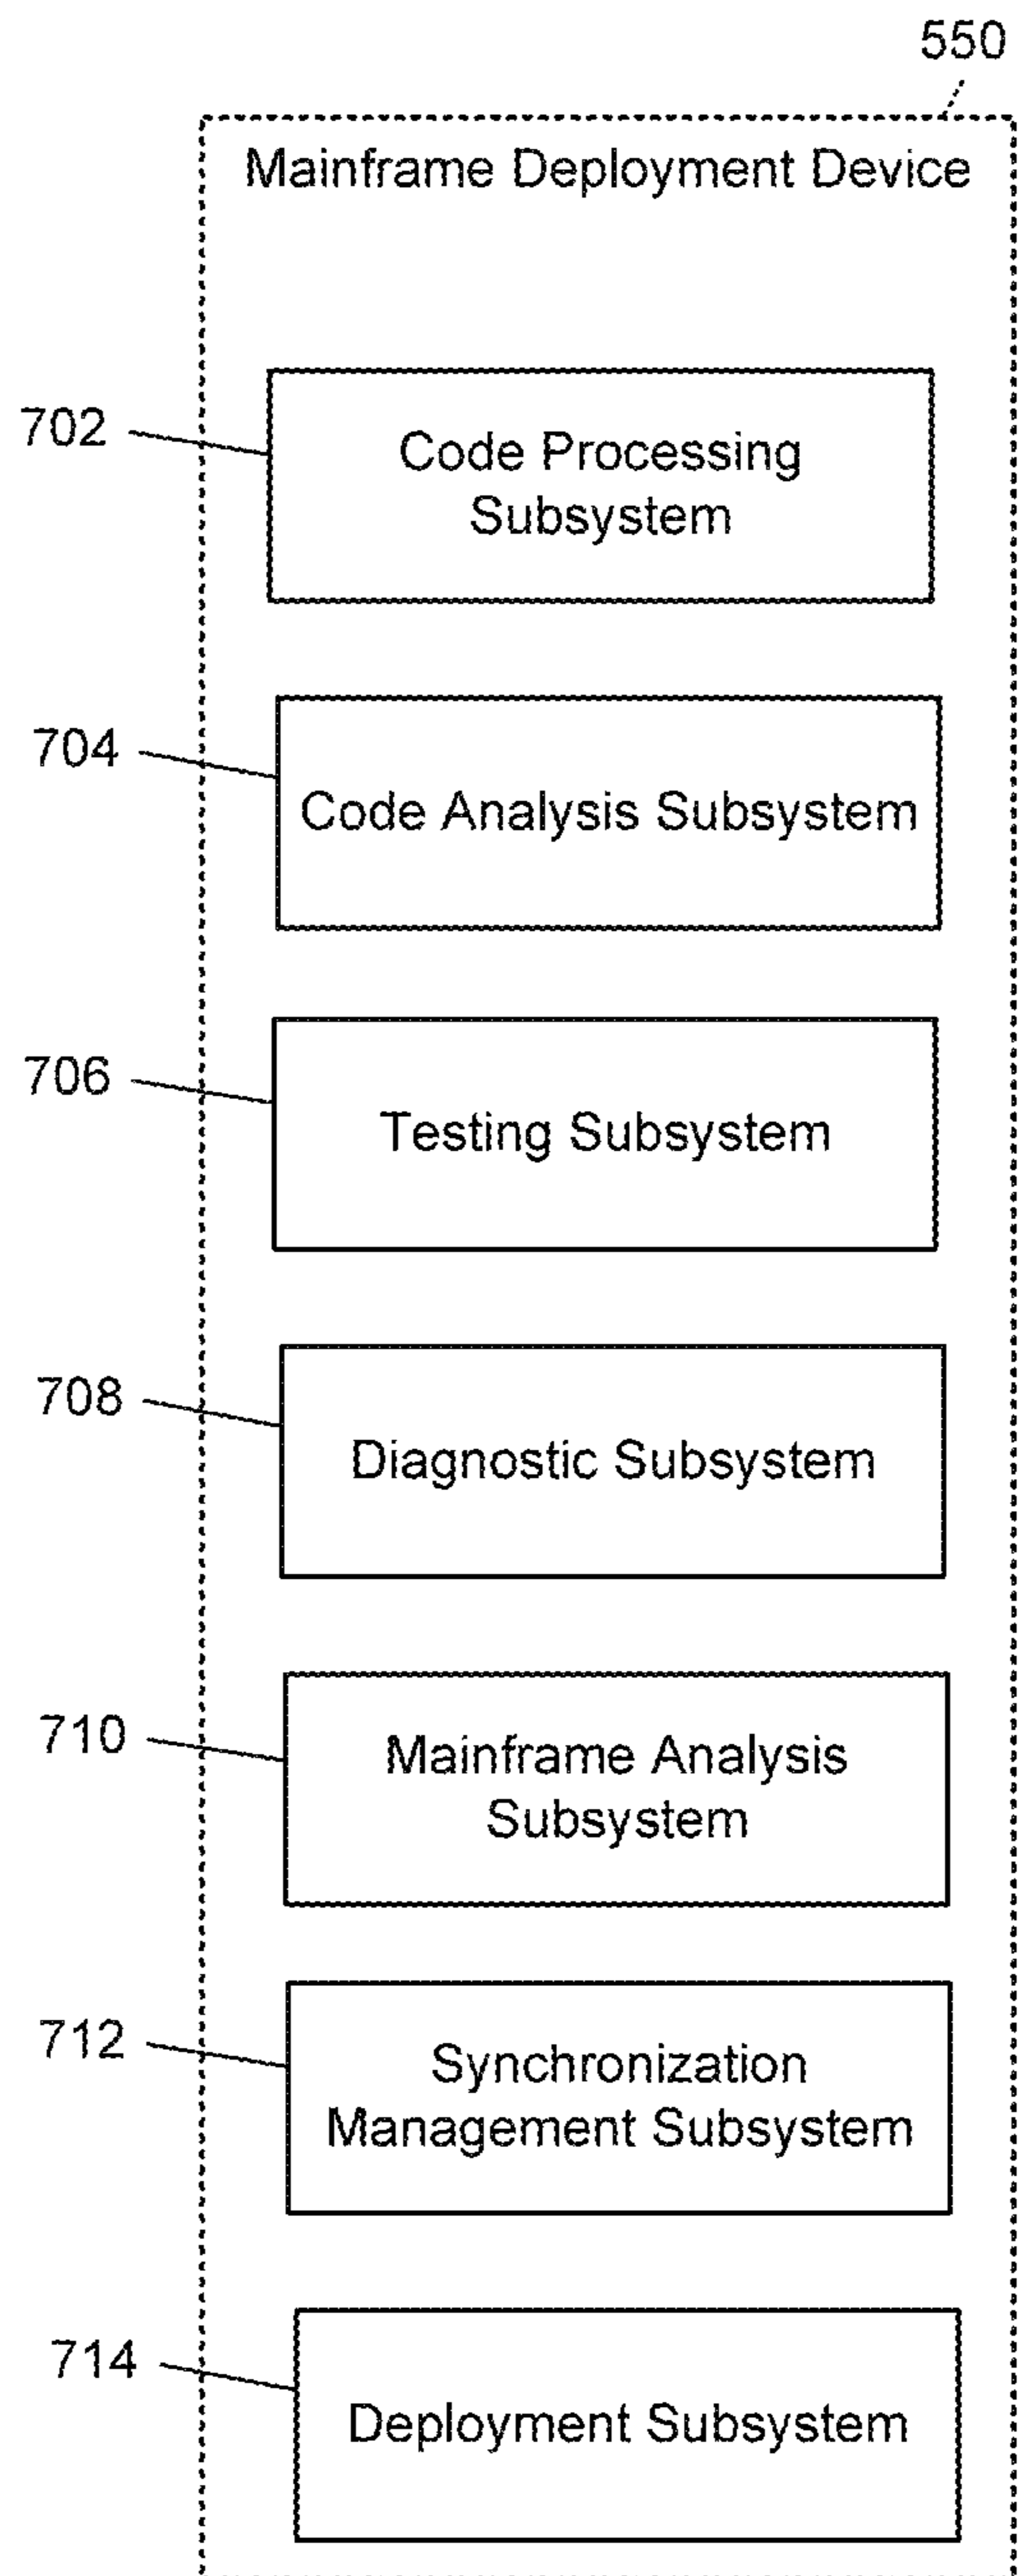 550
Mainframe Deployment Device
702
Code Processing
Subsystem
704
Code Analysis Subsystem
706
Testing Subsystem
708
Diagnostic Subsystem
710
Mainframe Analysis
Subsystem
712
Synchronization
Management Subsystem
714
Deployment Subsystem